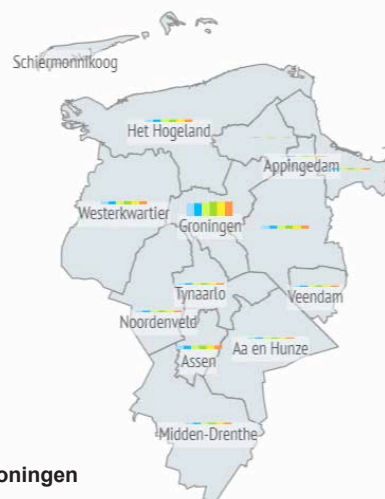 Schiermonnikoog
Het Hogeland
Appingedam
Westerkwartier
Groningen
Tynaarlo
Veendam
Noordenveld
Aa en Hunze
Assen
Midden-Drenthe
oningen